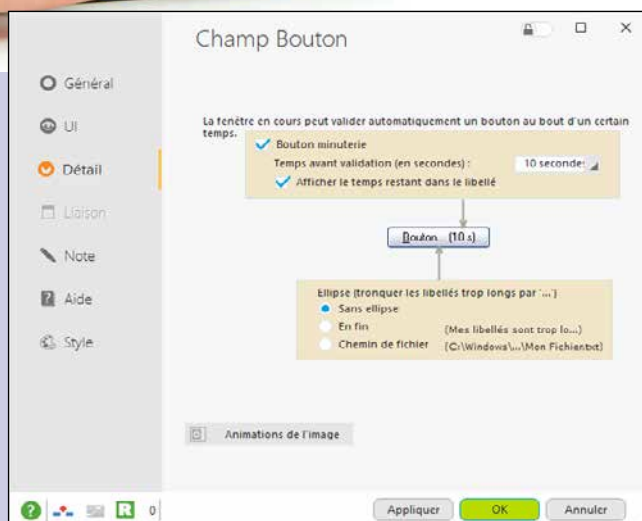 Champ Bouton
Général
UI
Détail
Liaison
Note
Aide
Style
La fenêtre en cours peut valider automatiquement un bouton au bout d'un certain
temps.
Bouton minuterie
Temps avant validation (en secondes) :
10 secondes
Afficher le temps restant dans le libellé
Bouton (10 s)
Ellipse (tronquer les libellés trop longs par '...')
Sans ellipse
En fin (Mes libellés sont trop lo...)
Chemin de fichier (C:\Windows\...\Mon Fichier.txt)
Animations de l'image
R 0
Appliquer OK Annuler